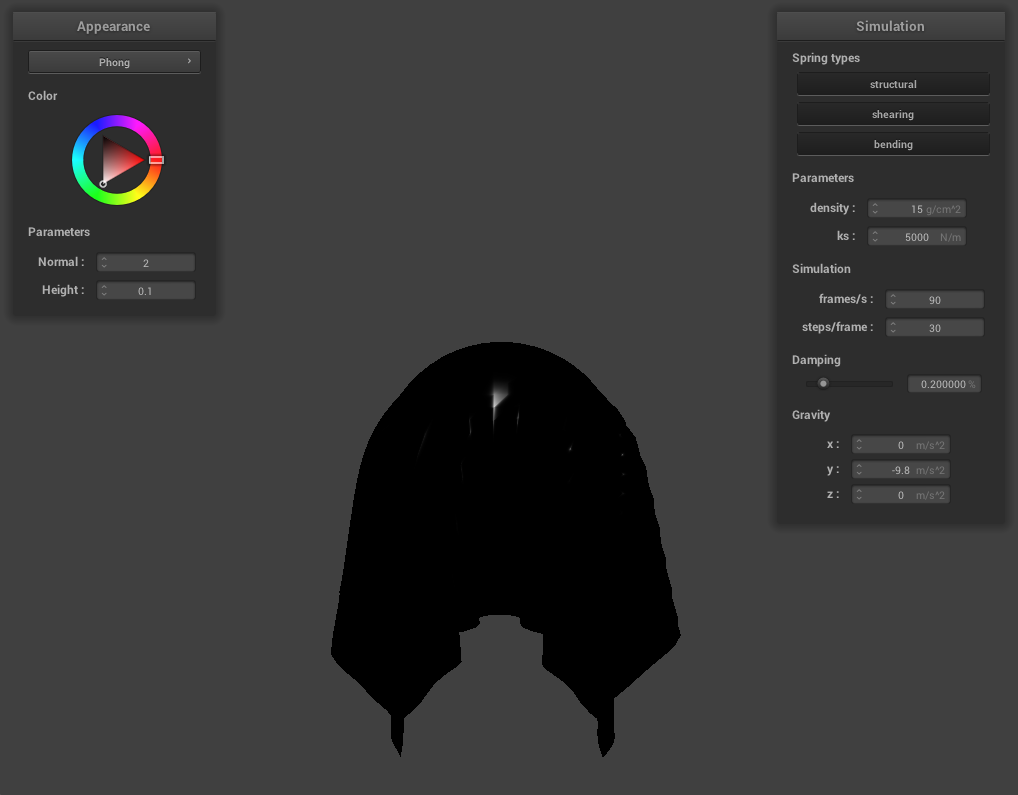 Appearance
Phong ›
Color
Parameters
Normal : 2
Height : 0.1
Simulation
Spring types
structural
shearing
bending
Parameters
density : 15 g/cm^2
ks : 5000 N/m
Simulation
frames/s : 90
steps/frame : 30
Damping
0.200000 %
Gravity
x : 0 m/s^2
y : -9.8 m/s^2
z : 0 m/s^2